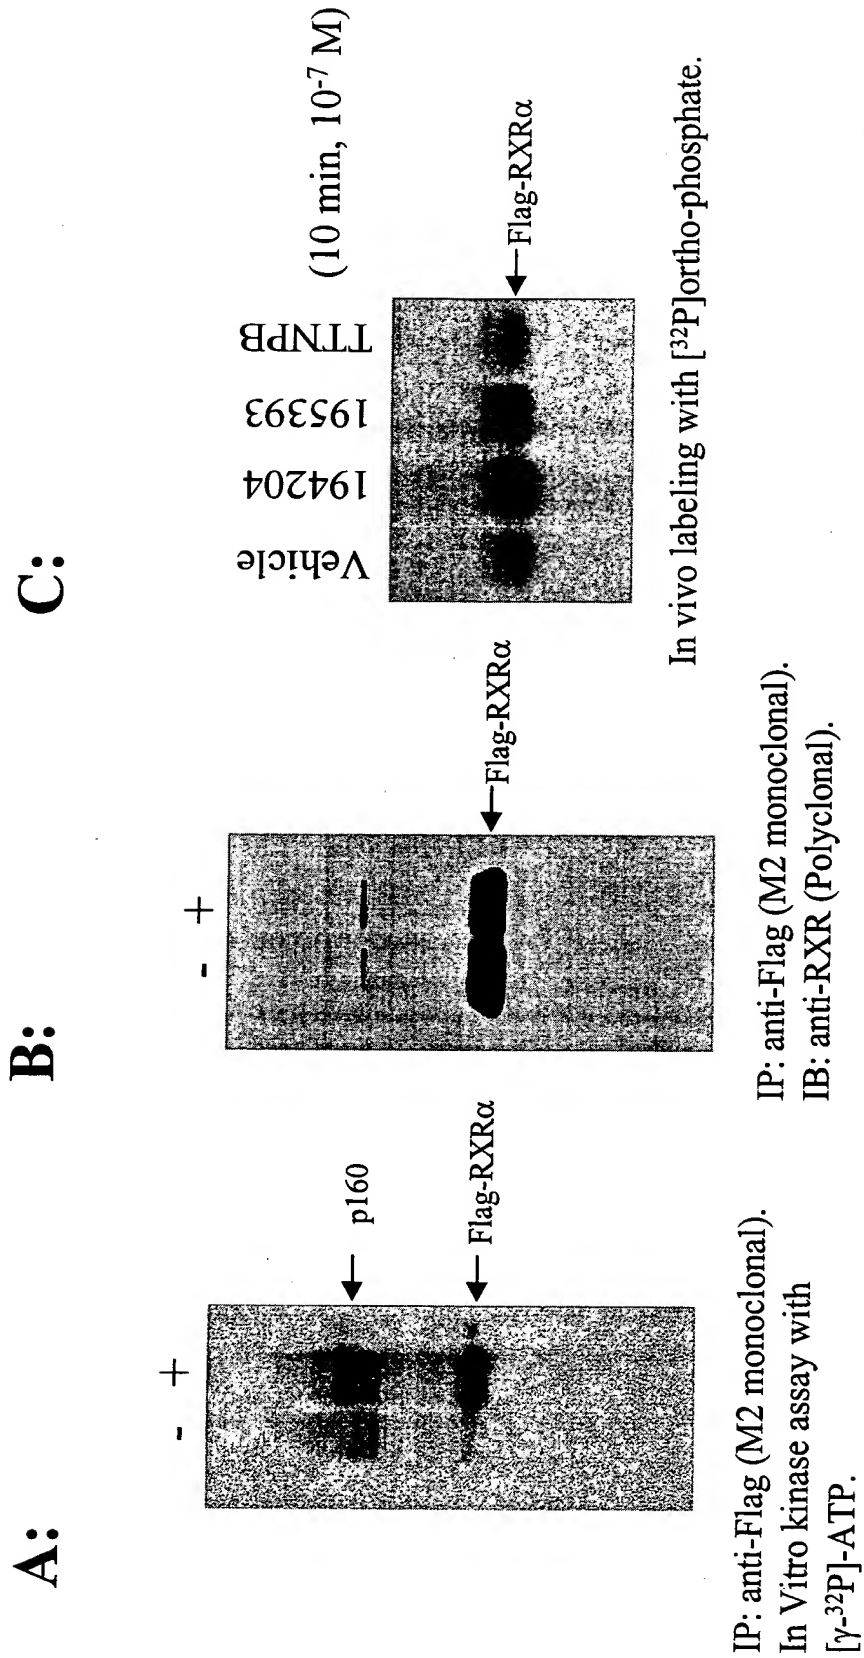 A:
- +
p160
Flag-RXRα
IP: anti-Flag (M2 monoclonal).
In Vitro kinase assay with
[γ-³²P]-ATP.
B:
- +
Flag-RXRα
IP: anti-Flag (M2 monoclonal).
IB: anti-RXR (Polyclonal).
C:
Vehicle
194204
195393
TTNPB
(10 min, 10⁻⁷ M)
Flag-RXRα
In vivo labeling with [³²P]ortho-phosphate.